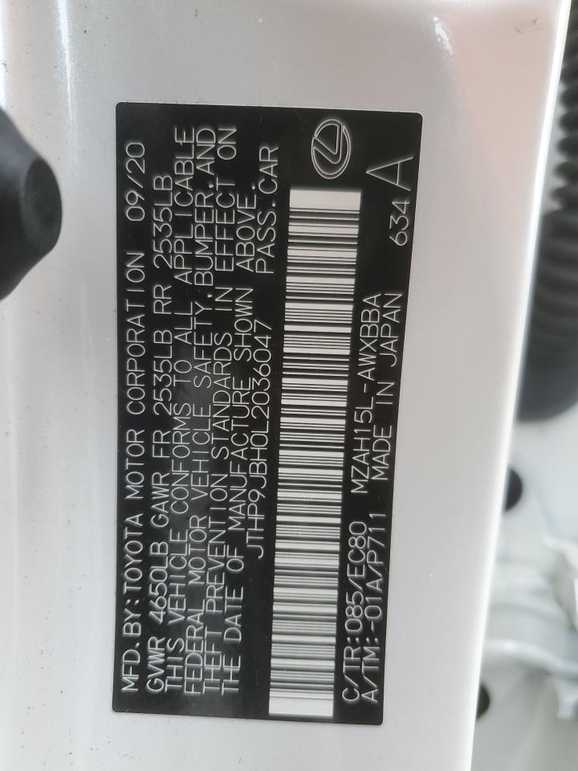 MFD. BY: TOYOTA MOTOR CORPORATION 09/20
GVWR 4650LB GAWR FR 2535LB RR 2535LB
THIS VEHICLE CONFORMS TO ALL APPLICABLE
FEDERAL MOTOR VEHICLE SAFETY, BUMPER, AND
THEFT PREVENTION STANDARDS IN EFFECT ON
THE DATE OF MANUFACTURE SHOWN ABOVE.
JTHP9JBH0L2036047 PASS. CAR
C/TR: 085/EC80 MZAH15L-AWXBBA
A/TM: -01A/P711 MADE IN JAPAN 634 A